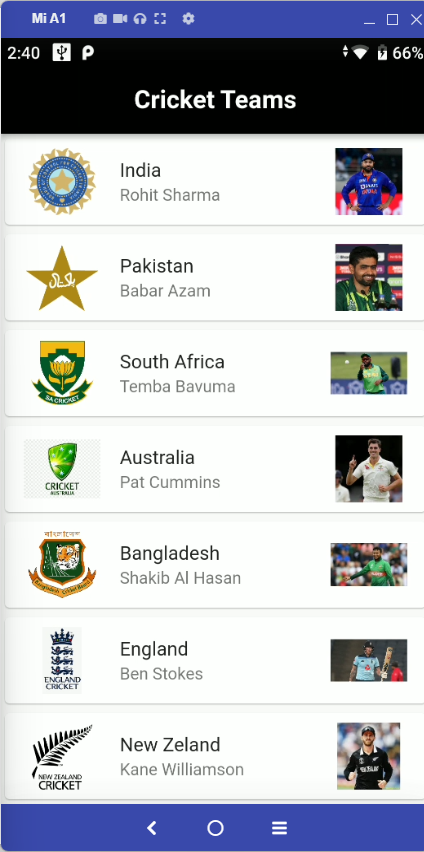 Mi A1
2:40
66%
Cricket Teams
India
Rohit Sharma
Pakistan
Babar Azam
South Africa
Temba Bavuma
SA CRICKET
Australia
Pat Cummins
CRICKET
AUSTRALIA
Bangladesh
Shakib Al Hasan
England
Ben Stokes
ENGLAND
CRICKET
New Zeland
Kane Williamson
NEW ZEALAND
CRICKET